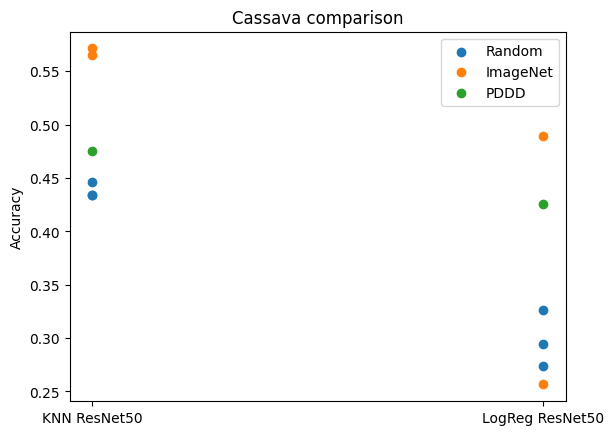 Cassava comparison
Random
ImageNet
PDDD
Accuracy
0.55
0.50
0.45
0.40
0.35
0.30
0.25
KNN ResNet50
LogReg ResNet50